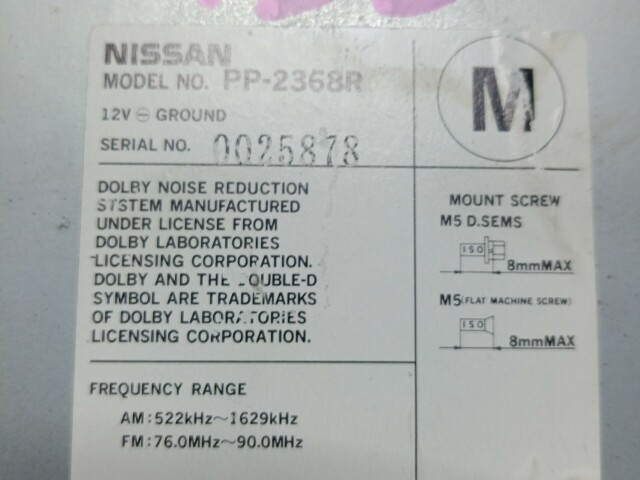 NISSAN
MODEL NO. PP-2368R
12V ⊖ GROUND
SERIAL NO. 0025878
M
DOLBY NOISE REDUCTION
SYSTEM MANUFACTURED
UNDER LICENSE FROM
DOLBY LABORATORIES
LICENSING CORPORATION.
DOLBY AND THE DOUBLE-D
SYMBOL ARE TRADEMARKS
OF DOLBY LABORATORIES
LICENSING CORPORATION.
MOUNT SCREW
M5 D.SEMS
ISO
8mmMAX
M5(FLAT MACHINE SCREW)
ISO
8mmMAX
FREQUENCY RANGE
AM:522kHz~1629kHz
FM:76.0MHz~90.0MHz